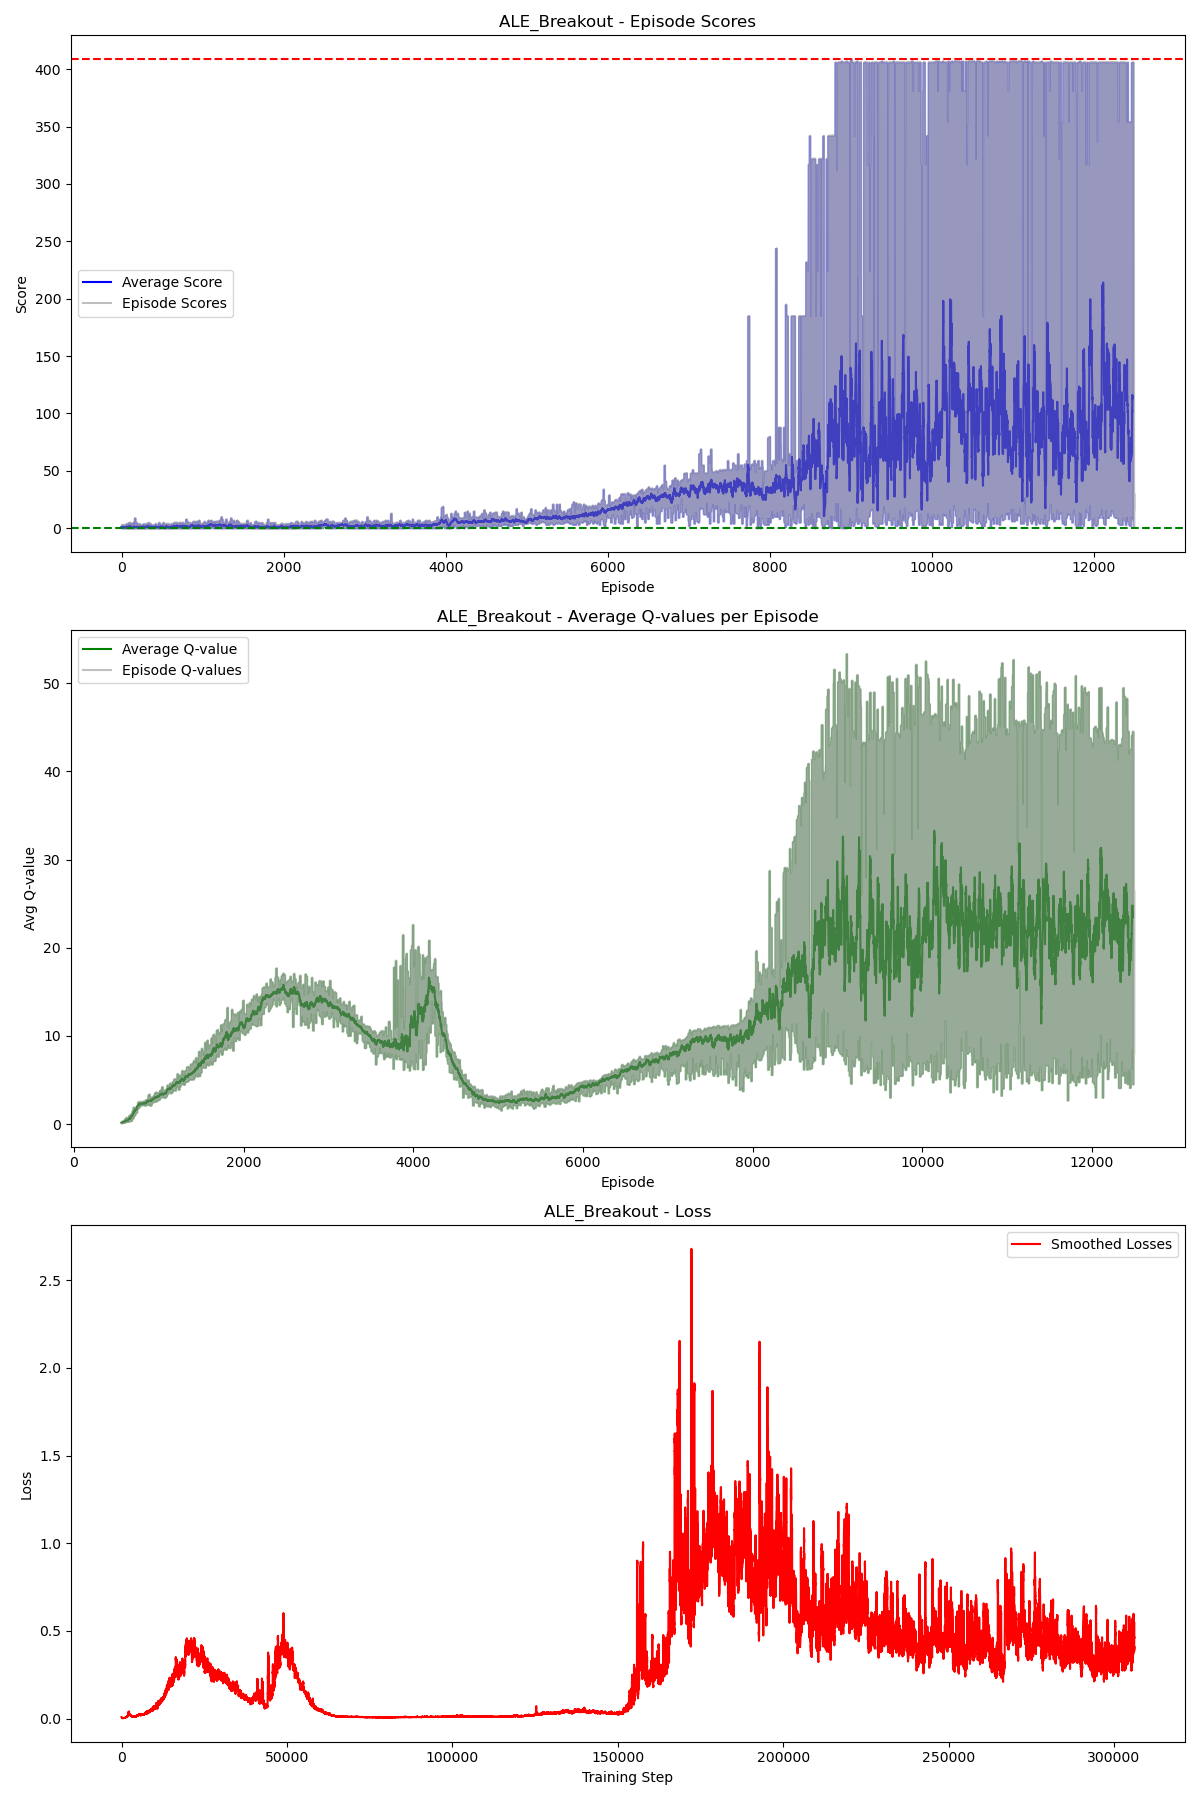 ALE_Breakout - Episode Scores
400
350
300
250
200
150
100
50
0
Score
Average Score
Episode Scores
0 2000 4000 6000 8000 10000 12000
Episode
ALE_Breakout - Average Q-values per Episode
Average Q-value
Episode Q-values
50
40
30
20
10
0
Avg Q-value
0 2000 4000 6000 8000 10000 12000
Episode
ALE_Breakout - Loss
Smoothed Losses
2.5
2.0
1.5
1.0
0.5
0.0
Loss
0 50000 100000 150000 200000 250000 300000
Training Step